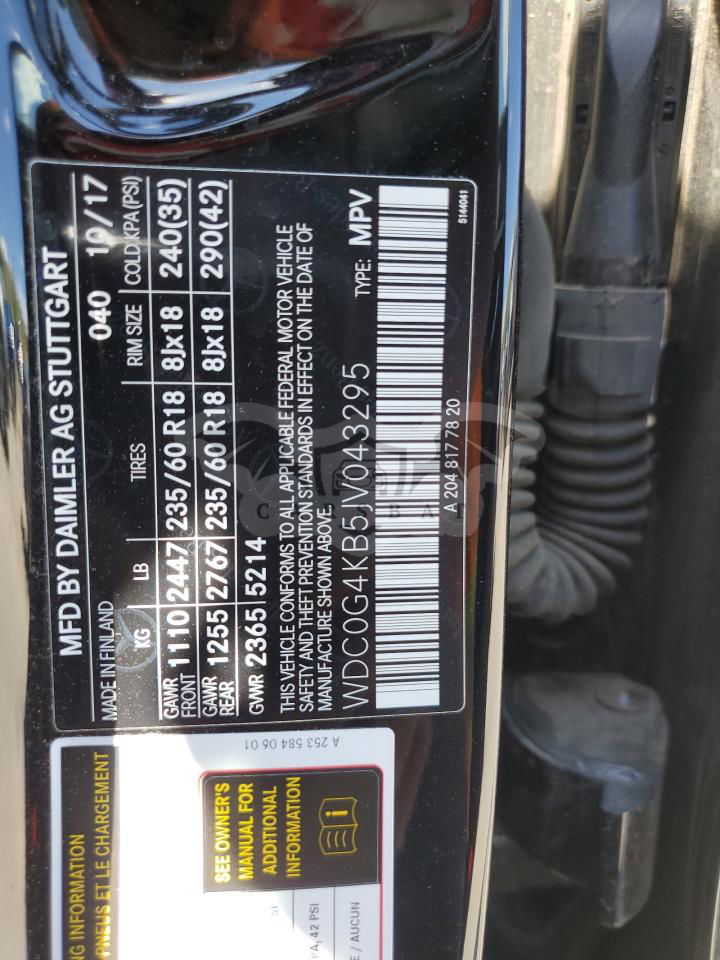 MFD BY DAIMLER AG STUTTGART
MADE IN FINLAND 040 10/17
KG LB TIRES RIM SIZE COLD KPA(PSI)
GAWR FRONT 1110 2447 235/60 R18 8Jx18 240(35)
GAWR REAR 1255 2767 235/60 R18 8Jx18 290(42)
GVWR 2365 5214
THIS VEHICLE CONFORMS TO ALL APPLICABLE FEDERAL MOTOR VEHICLE
SAFETY AND THEFT PREVENTION STANDARDS IN EFFECT ON THE DATE OF
MANUFACTURE SHOWN ABOVE.
WDC0G4KB5JV043295 TYPE: MPV
A 204 817 78 20 5144041
A 253 584 06 01
INFORMATION
PNEUS ET LE CHARGEMENT
SEE OWNER'S
MANUAL FOR
ADDITIONAL
INFORMATION
42 PSI
/ AUCUN